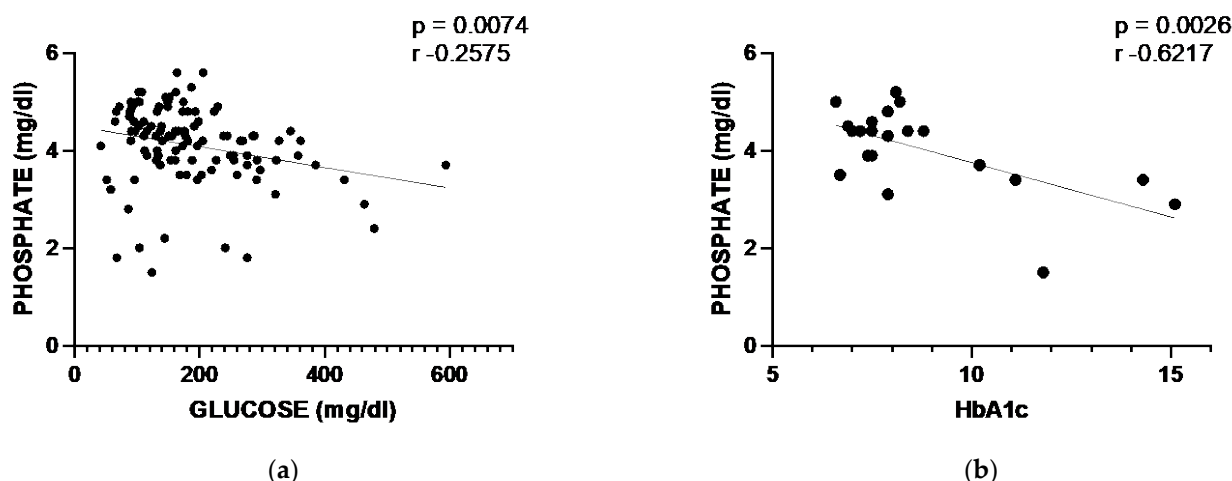 p = 0.0074
r -0.2575
6
4
2
0
PHOSPHATE (mg/dl)
0
200
400
600
GLUCOSE (mg/dl)
(a)
p = 0.0026
r -0.6217
6
4
2
0
PHOSPHATE (mg/dl)
5
10
15
HbA1c
(b)